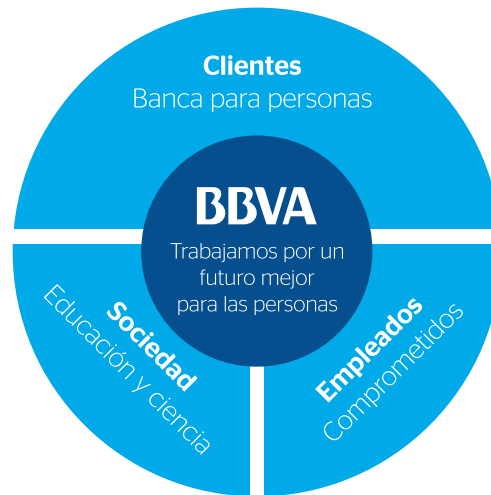 Clientes
Banca para personas
BBVA
Trabajamos por un
futuro mejor
para las personas
Sociedad
Educación y ciencia
Empleados
Comprometidos